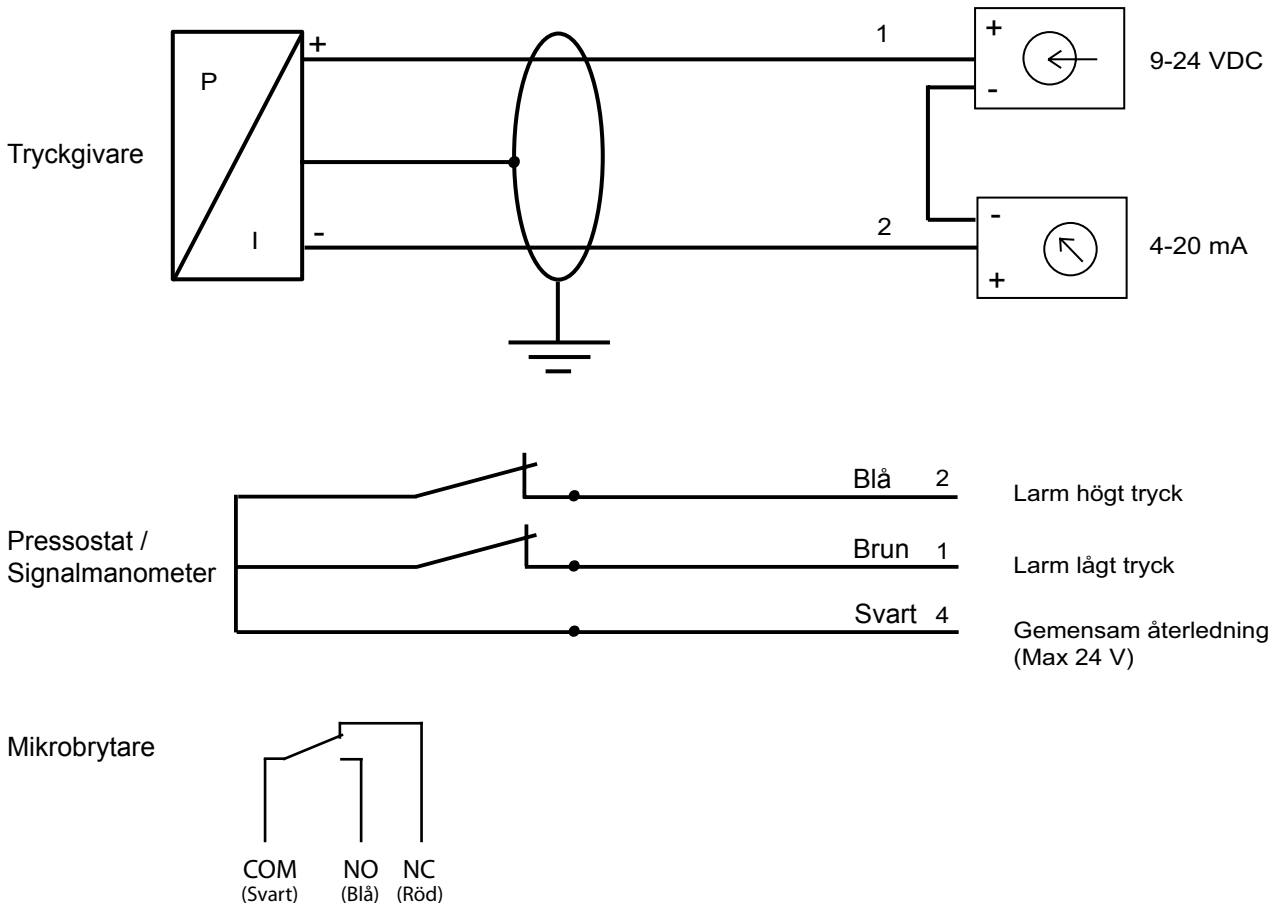 +
1
+
9-24 VDC
P
-
Tryckgivare
-
2
I
-
4-20 mA
+
Blå 2
Larm högt tryck
Pressostat /
Signalmanometer
Brun 1
Larm lågt tryck
Svart 4
Gemensam återledning
(Max 24 V)
Mikrobrytare
COM
(Svart)
NO
(Blå)
NC
(Röd)